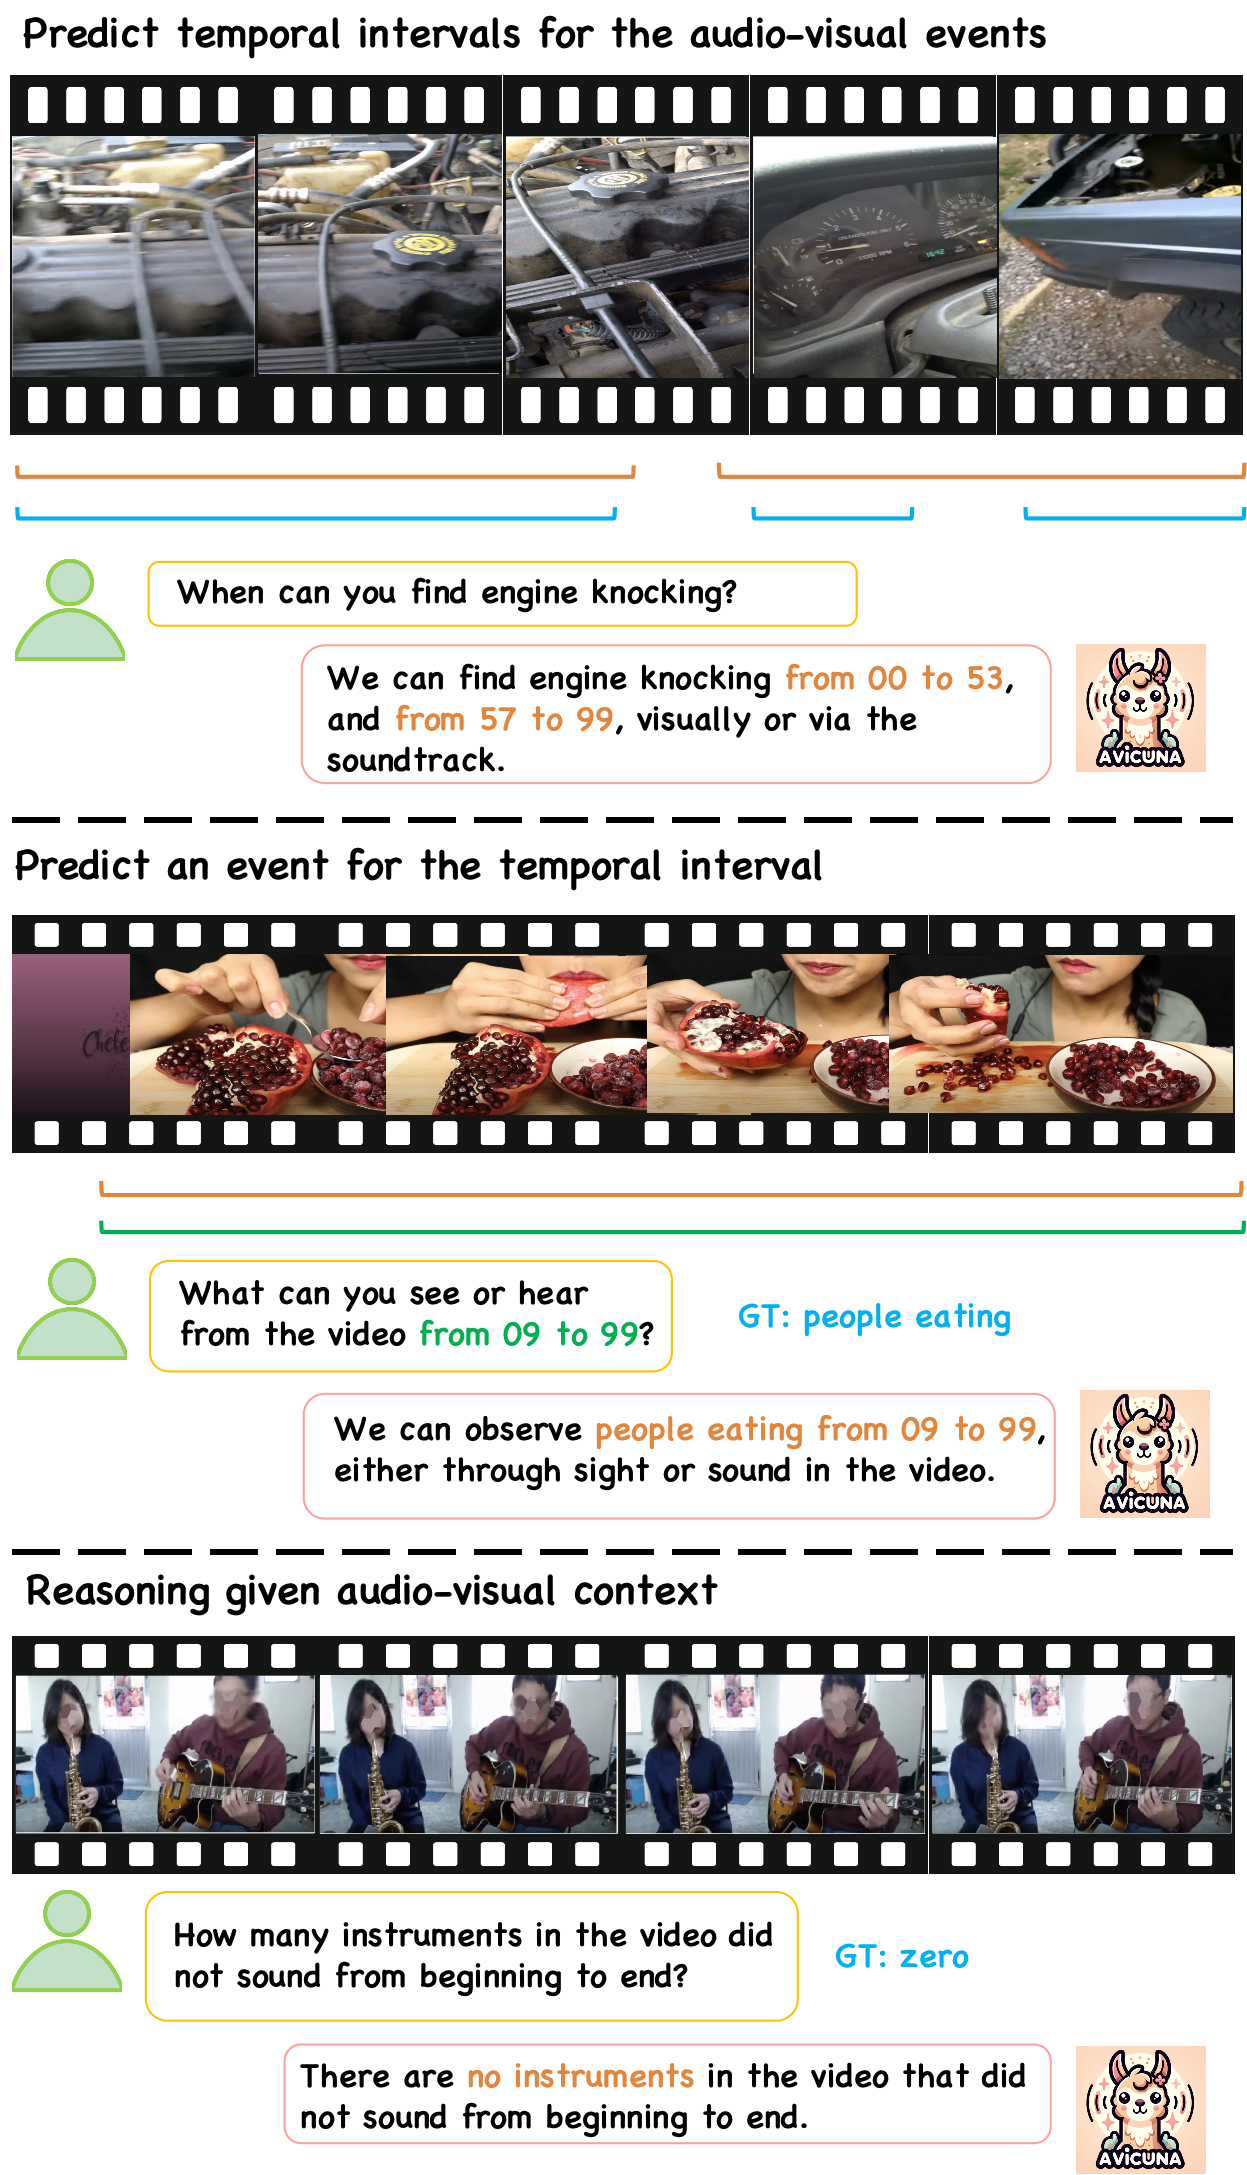 Predict temporal intervals for the audio-visual events
UNLEADED FUEL ONLY
When can you find engine knocking?
We can find engine knocking from 00 to 53,
and from 57 to 99, visually or via the
soundtrack.
AVICUNA
Predict an event for the temporal interval
What can you see or hear
from the video from 09 to 99?
GT: people eating
We can observe people eating from 09 to 99,
either through sight or sound in the video.
AVICUNA
Reasoning given audio-visual context
How many instruments in the video did
not sound from beginning to end?
GT: zero
There are no instruments in the video that did
not sound from beginning to end.
AVICUNA